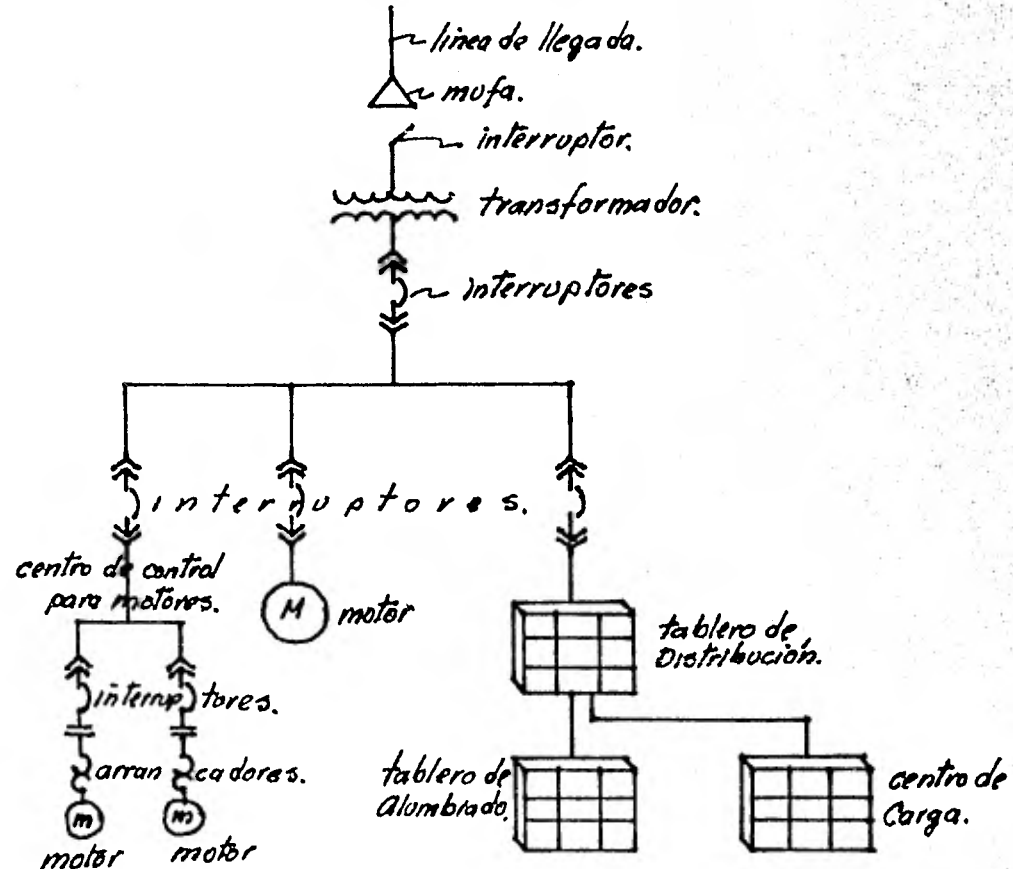 línea de llegada.
mufa.
interruptor.
transformador.
interruptores
interruptores.
centro de control
para motores.
M motor
tablero de
Distribución.
interruptores.
arrancadores.
m m
motor motor
tablero de
Alumbrado.
centro de
Carga.